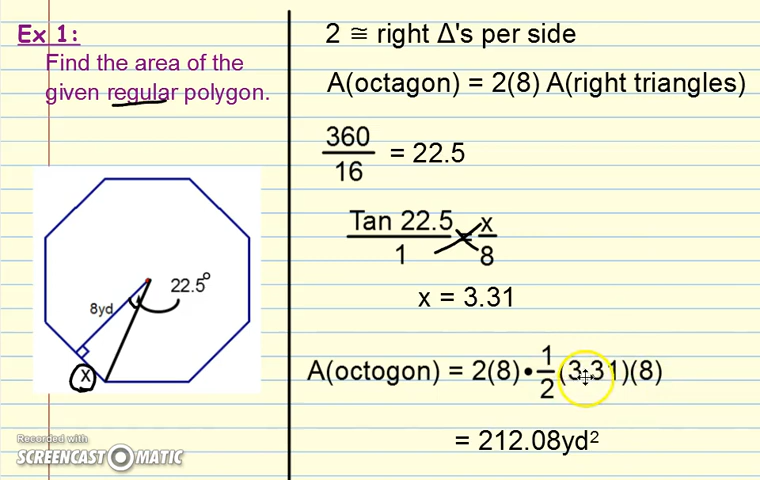 Ex 1:
Find the area of the
given regular polygon.
22.5°
8yd
x
2 ≅ right Δ's per side
A(octagon) = 2(8) A(right triangles)
360/16 = 22.5
Tan 22.5/1 = x/8
x = 3.31
A(octogon) = 2(8)•1/2(3.31)(8)
= 212.08yd²
Recorded with
SCREENCAST-O-MATIC